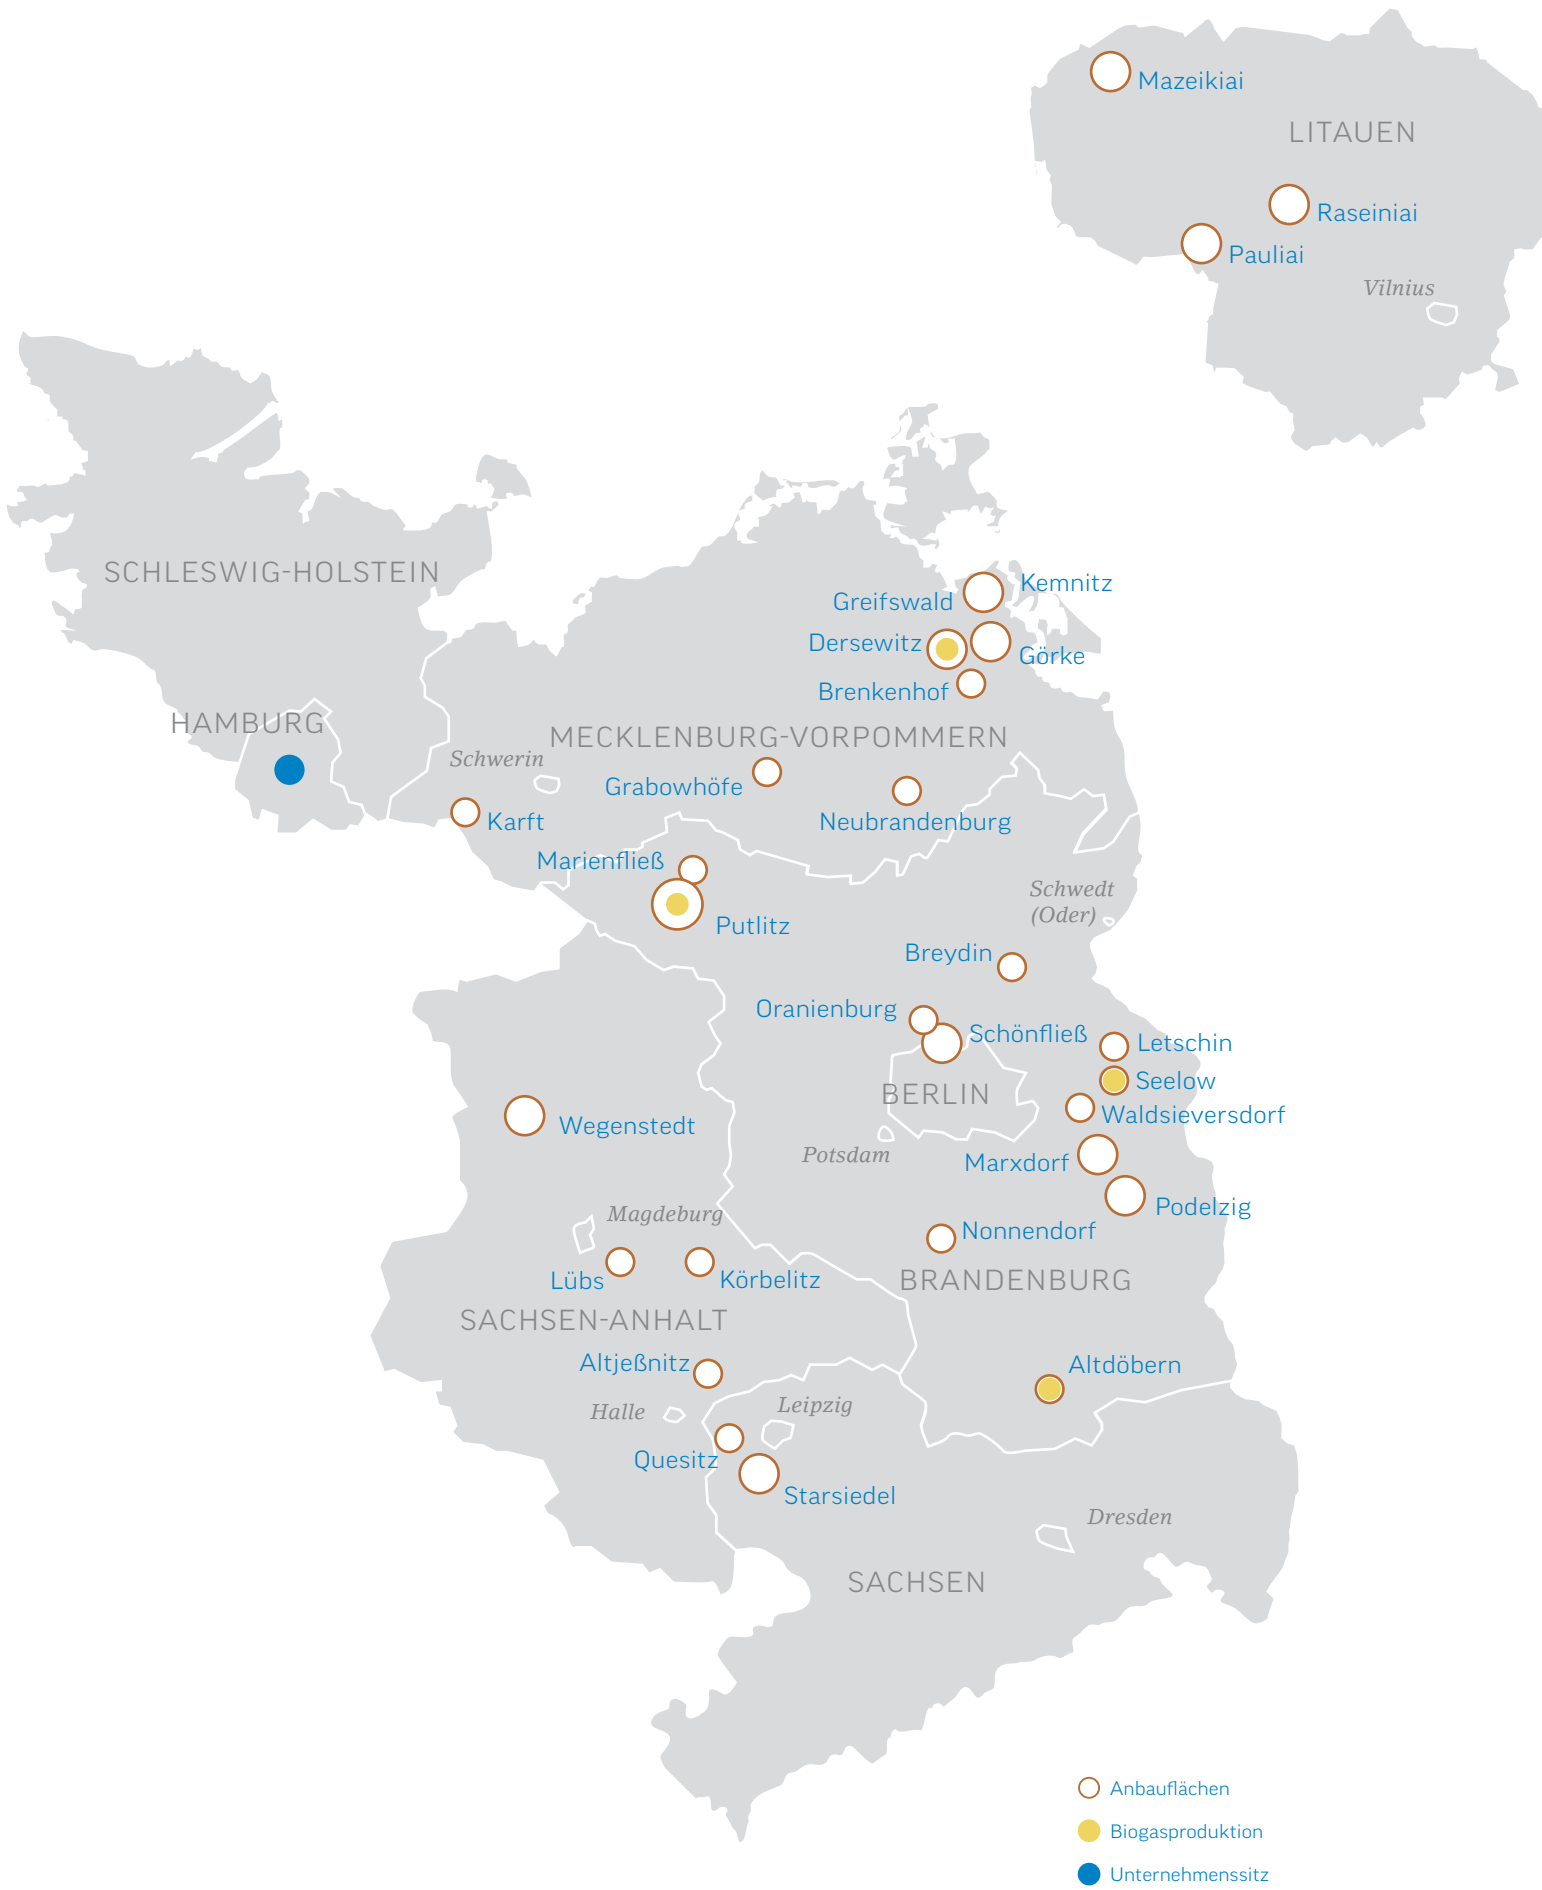 Mazeikiai
LITAUEN
Raseiniai
Pauliai
Vilnius
SCHLESWIG-HOLSTEIN
Kemnitz
Greifswald
Dersewitz
Görke
Brenkenhof
HAMBURG
MECKLENBURG-VORPOMMERN
Schwerin
Grabowhöfe
Karft
Neubrandenburg
Marienfließ
Schwedt
(Oder)
Putlitz
Breydin
Oranienburg
Schönfließ
Letschin
Seelow
BERLIN
Waldsieversdorf
Wegenstedt
Potsdam
Marxdorf
Podelzig
Magdeburg
Nonnendorf
Lübs
Körbelitz
BRANDENBURG
SACHSEN-ANHALT
Altjeßnitz
Altdöbern
Halle
Leipzig
Quesitz
Starsiedel
Dresden
SACHSEN
Anbauflächen
Biogasproduktion
Unternehmenssitz